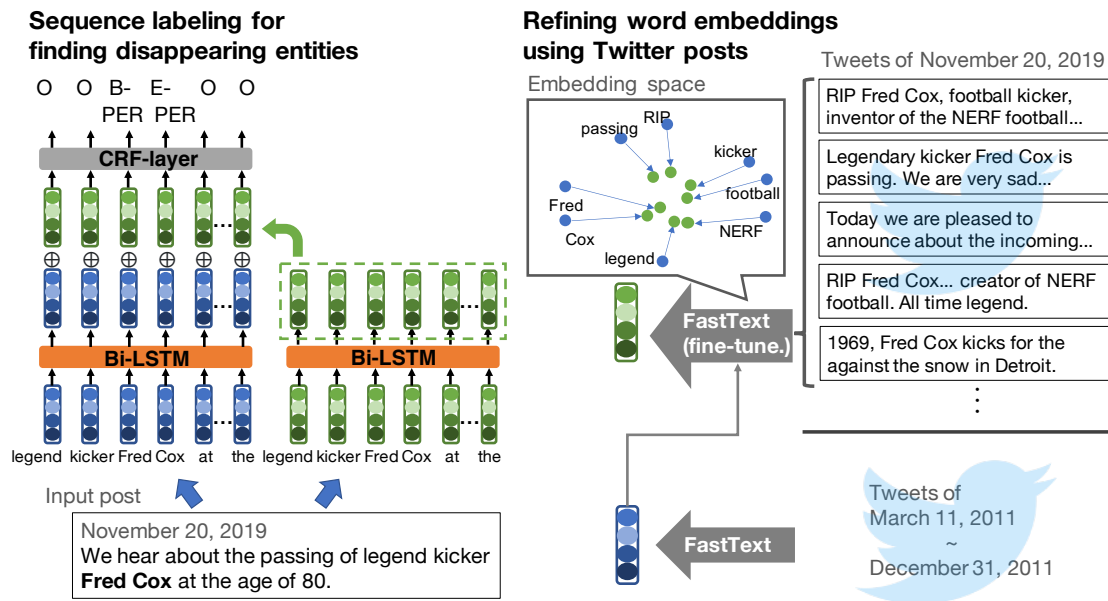 Sequence labeling for
finding disappearing entities
O O B- E- O O
PER PER
CRF-layer
⊕ ⊕ ⊕ ⊕ ⊕ ⊕
Bi-LSTM
Bi-LSTM
legend kicker Fred Cox at the
legend kicker Fred Cox at the
Input post
November 20, 2019
We hear about the passing of legend kicker
Fred Cox at the age of 80.
Refining word embeddings
using Twitter posts
Embedding space
RIP
passing
kicker
Fred
football
Cox
NERF
legend
FastText
(fine-tune.)
FastText
Tweets of November 20, 2019
RIP Fred Cox, football kicker,
inventor of the NERF football...
Legendary kicker Fred Cox is
passing. We are very sad...
Today we are pleased to
announce about the incoming...
RIP Fred Cox... creator of NERF
football. All time legend.
1969, Fred Cox kicks for the
against the snow in Detroit.
Tweets of
March 11, 2011
~
December 31, 2011